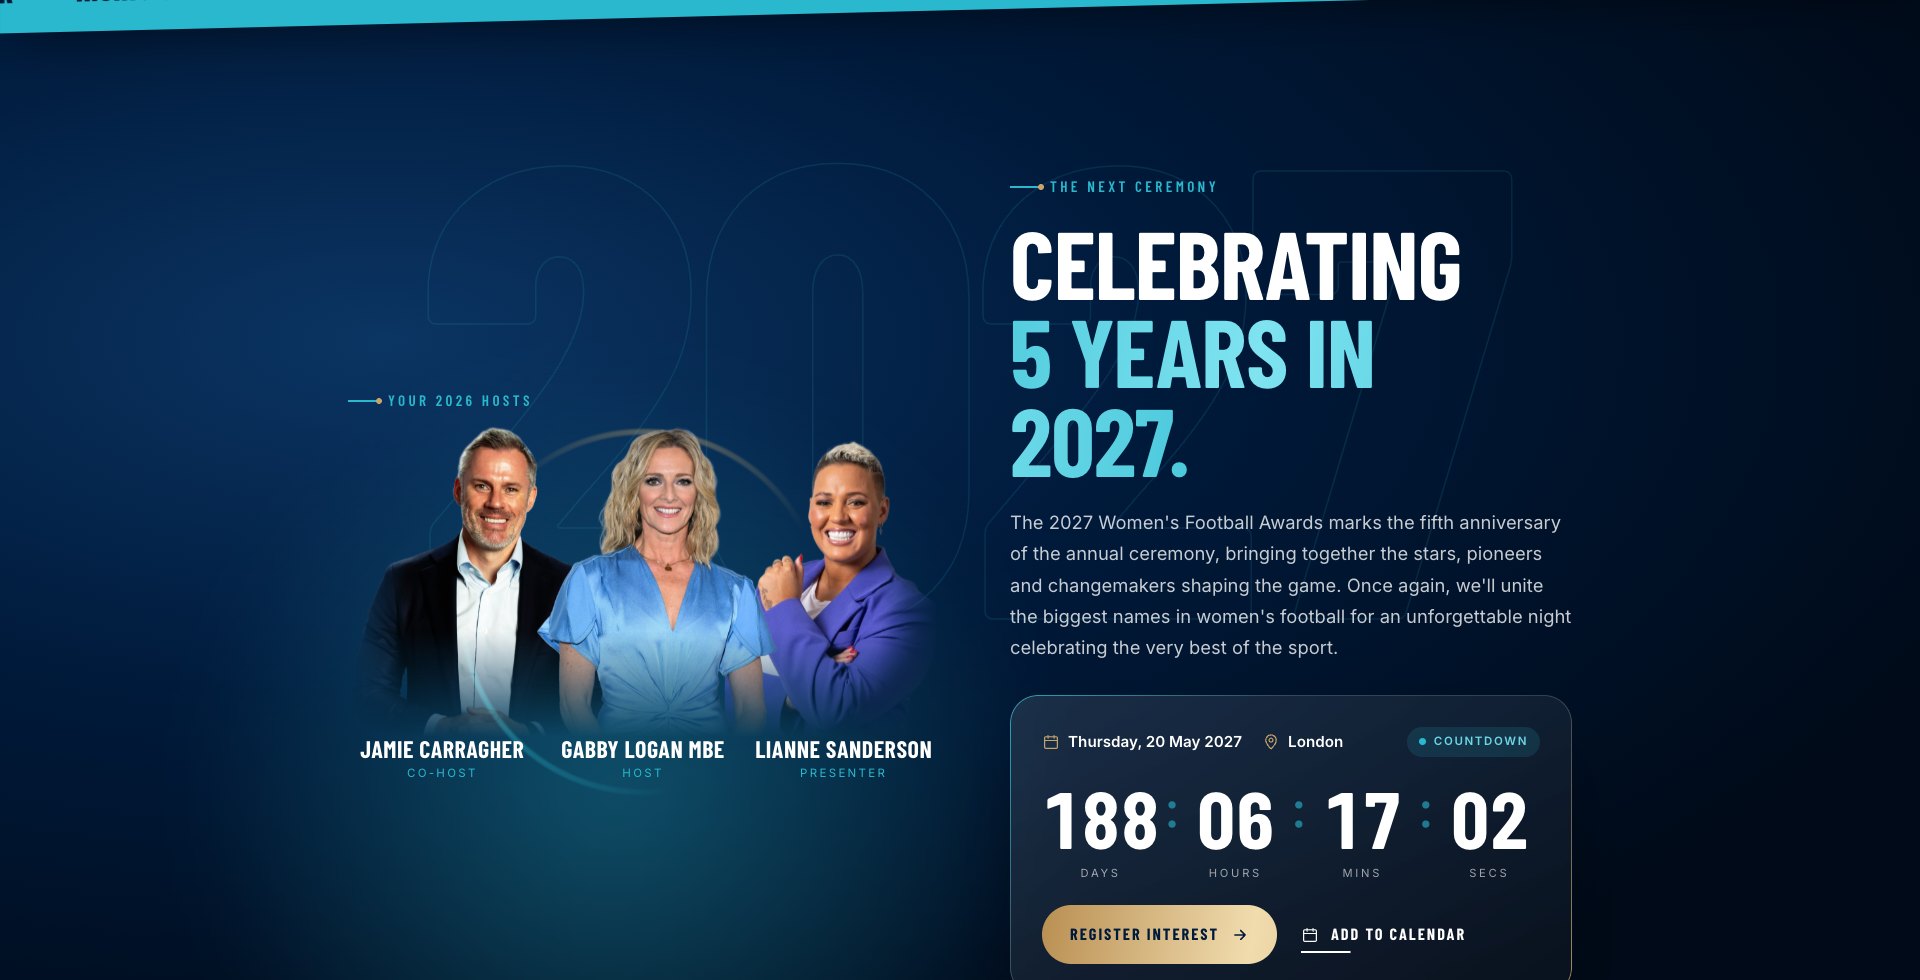 2027
THE NEXT CEREMONY
CELEBRATING
5 YEARS IN
2027.
The 2027 Women's Football Awards marks the fifth anniversary
of the annual ceremony, bringing together the stars, pioneers
and changemakers shaping the game. Once again, we'll unite
the biggest names in women's football for an unforgettable night
celebrating the very best of the sport.
YOUR 2026 HOSTS
JAMIE CARRAGHER
CO-HOST
GABBY LOGAN MBE
HOST
LIANNE SANDERSON
PRESENTER
Thursday, 20 May 2027 London COUNTDOWN
188 : 06 : 17 : 02
DAYS HOURS MINS SECS
REGISTER INTEREST → ADD TO CALENDAR